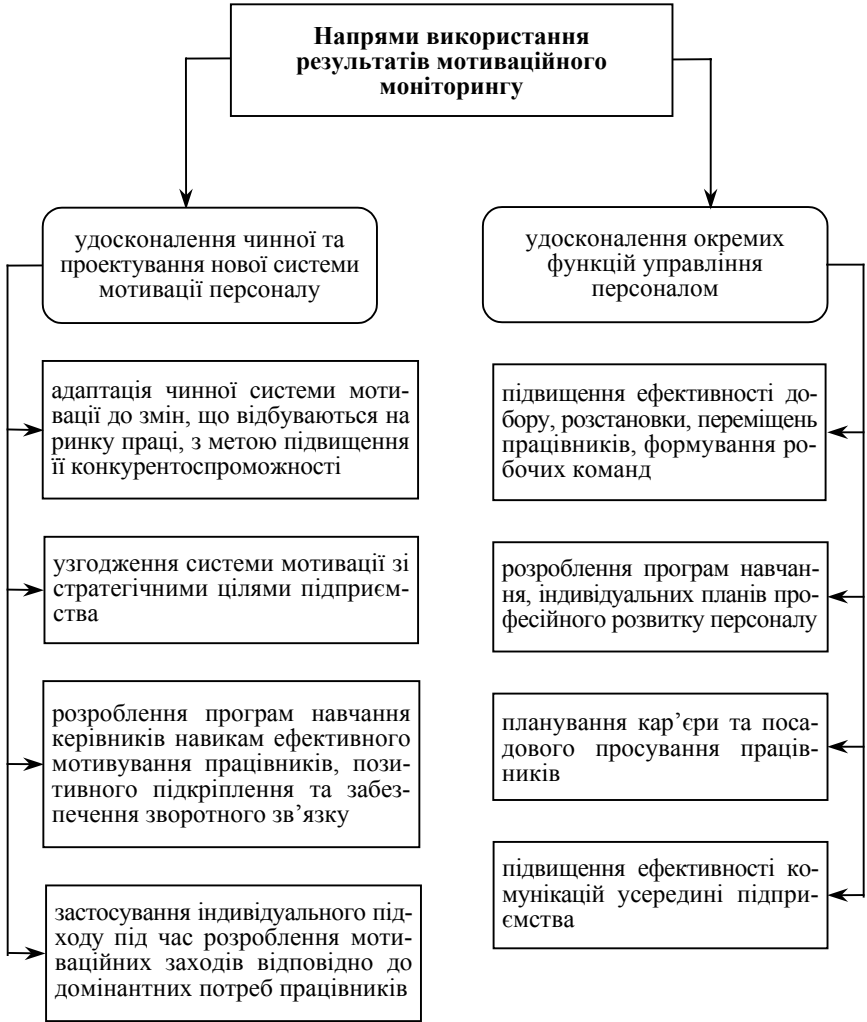 Напрями використання
результатів мотиваційного
моніторингу
удосконалення чинної та
проектування нової системи
мотивації персоналу
адаптація чинної системи моти-
вації до змін, що відбуваються на
ринку праці, з метою підвищення
її конкурентоспроможності
узгодження системи мотивації зі
стратегічними цілями підприєм-
ства
розроблення програм навчання
керівників навикам ефективного
мотивування працівників, пози-
тивного підкріплення та забез-
печення зворотного зв’язку
застосування індивідуального під-
ходу під час розроблення моти-
ваційних заходів відповідно до
домінантних потреб працівників
удосконалення окремих
функцій управління
персоналом
підвищення ефективності до-
бору, розстановки, переміщень
працівників, формування ро-
бочих команд
розроблення програм навчан-
ня, індивидуальних планів про-
фесійного розвитку персоналу
планування кар’єри та поса-
дового просування праців-
ників
підвищення ефективності ко-
мунікацій усередині підпри-
ємства